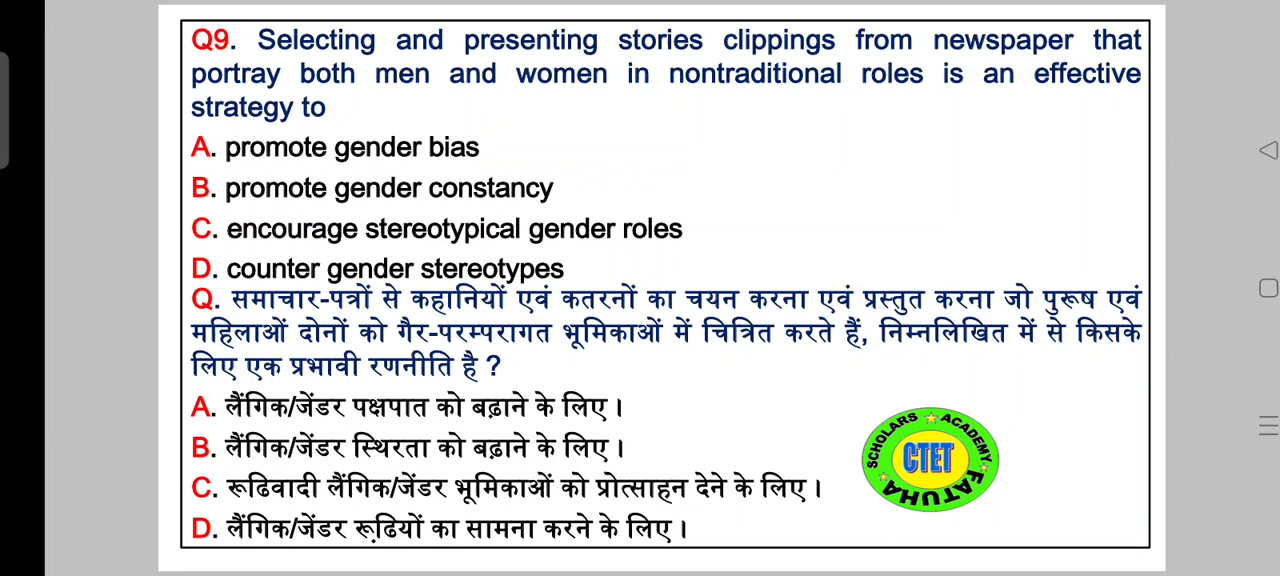 Q9. Selecting and presenting stories clippings from newspaper that
portray both men and women in nontraditional roles is an effective
strategy to
A. promote gender bias
B. promote gender constancy
C. encourage stereotypical gender roles
D. counter gender stereotypes
Q. समाचार-पत्रों से कहानियों एवं कतरनों का चयन करना एवं प्रस्तुत करना जो पुरूष एवं
महिलाओं दोनों को गैर-परम्परागत भूमिकाओं में चित्रित करते हैं, निम्नलिखित में से किसके
लिए एक प्रभावी रणनीति है ?
A. लैंगिक/जेंडर पक्षपात को बढ़ाने के लिए।
B. लैंगिक/जेंडर स्थिरता को बढ़ाने के लिए।
C. रूढिवादी लैंगिक/जेंडर भूमिकाओं को प्रोत्साहन देने के लिए।
D. लैंगिक/जेंडर रूढ़ियों का सामना करने के लिए।
SCHOLARS ACADEMY
CTET
FATUHA